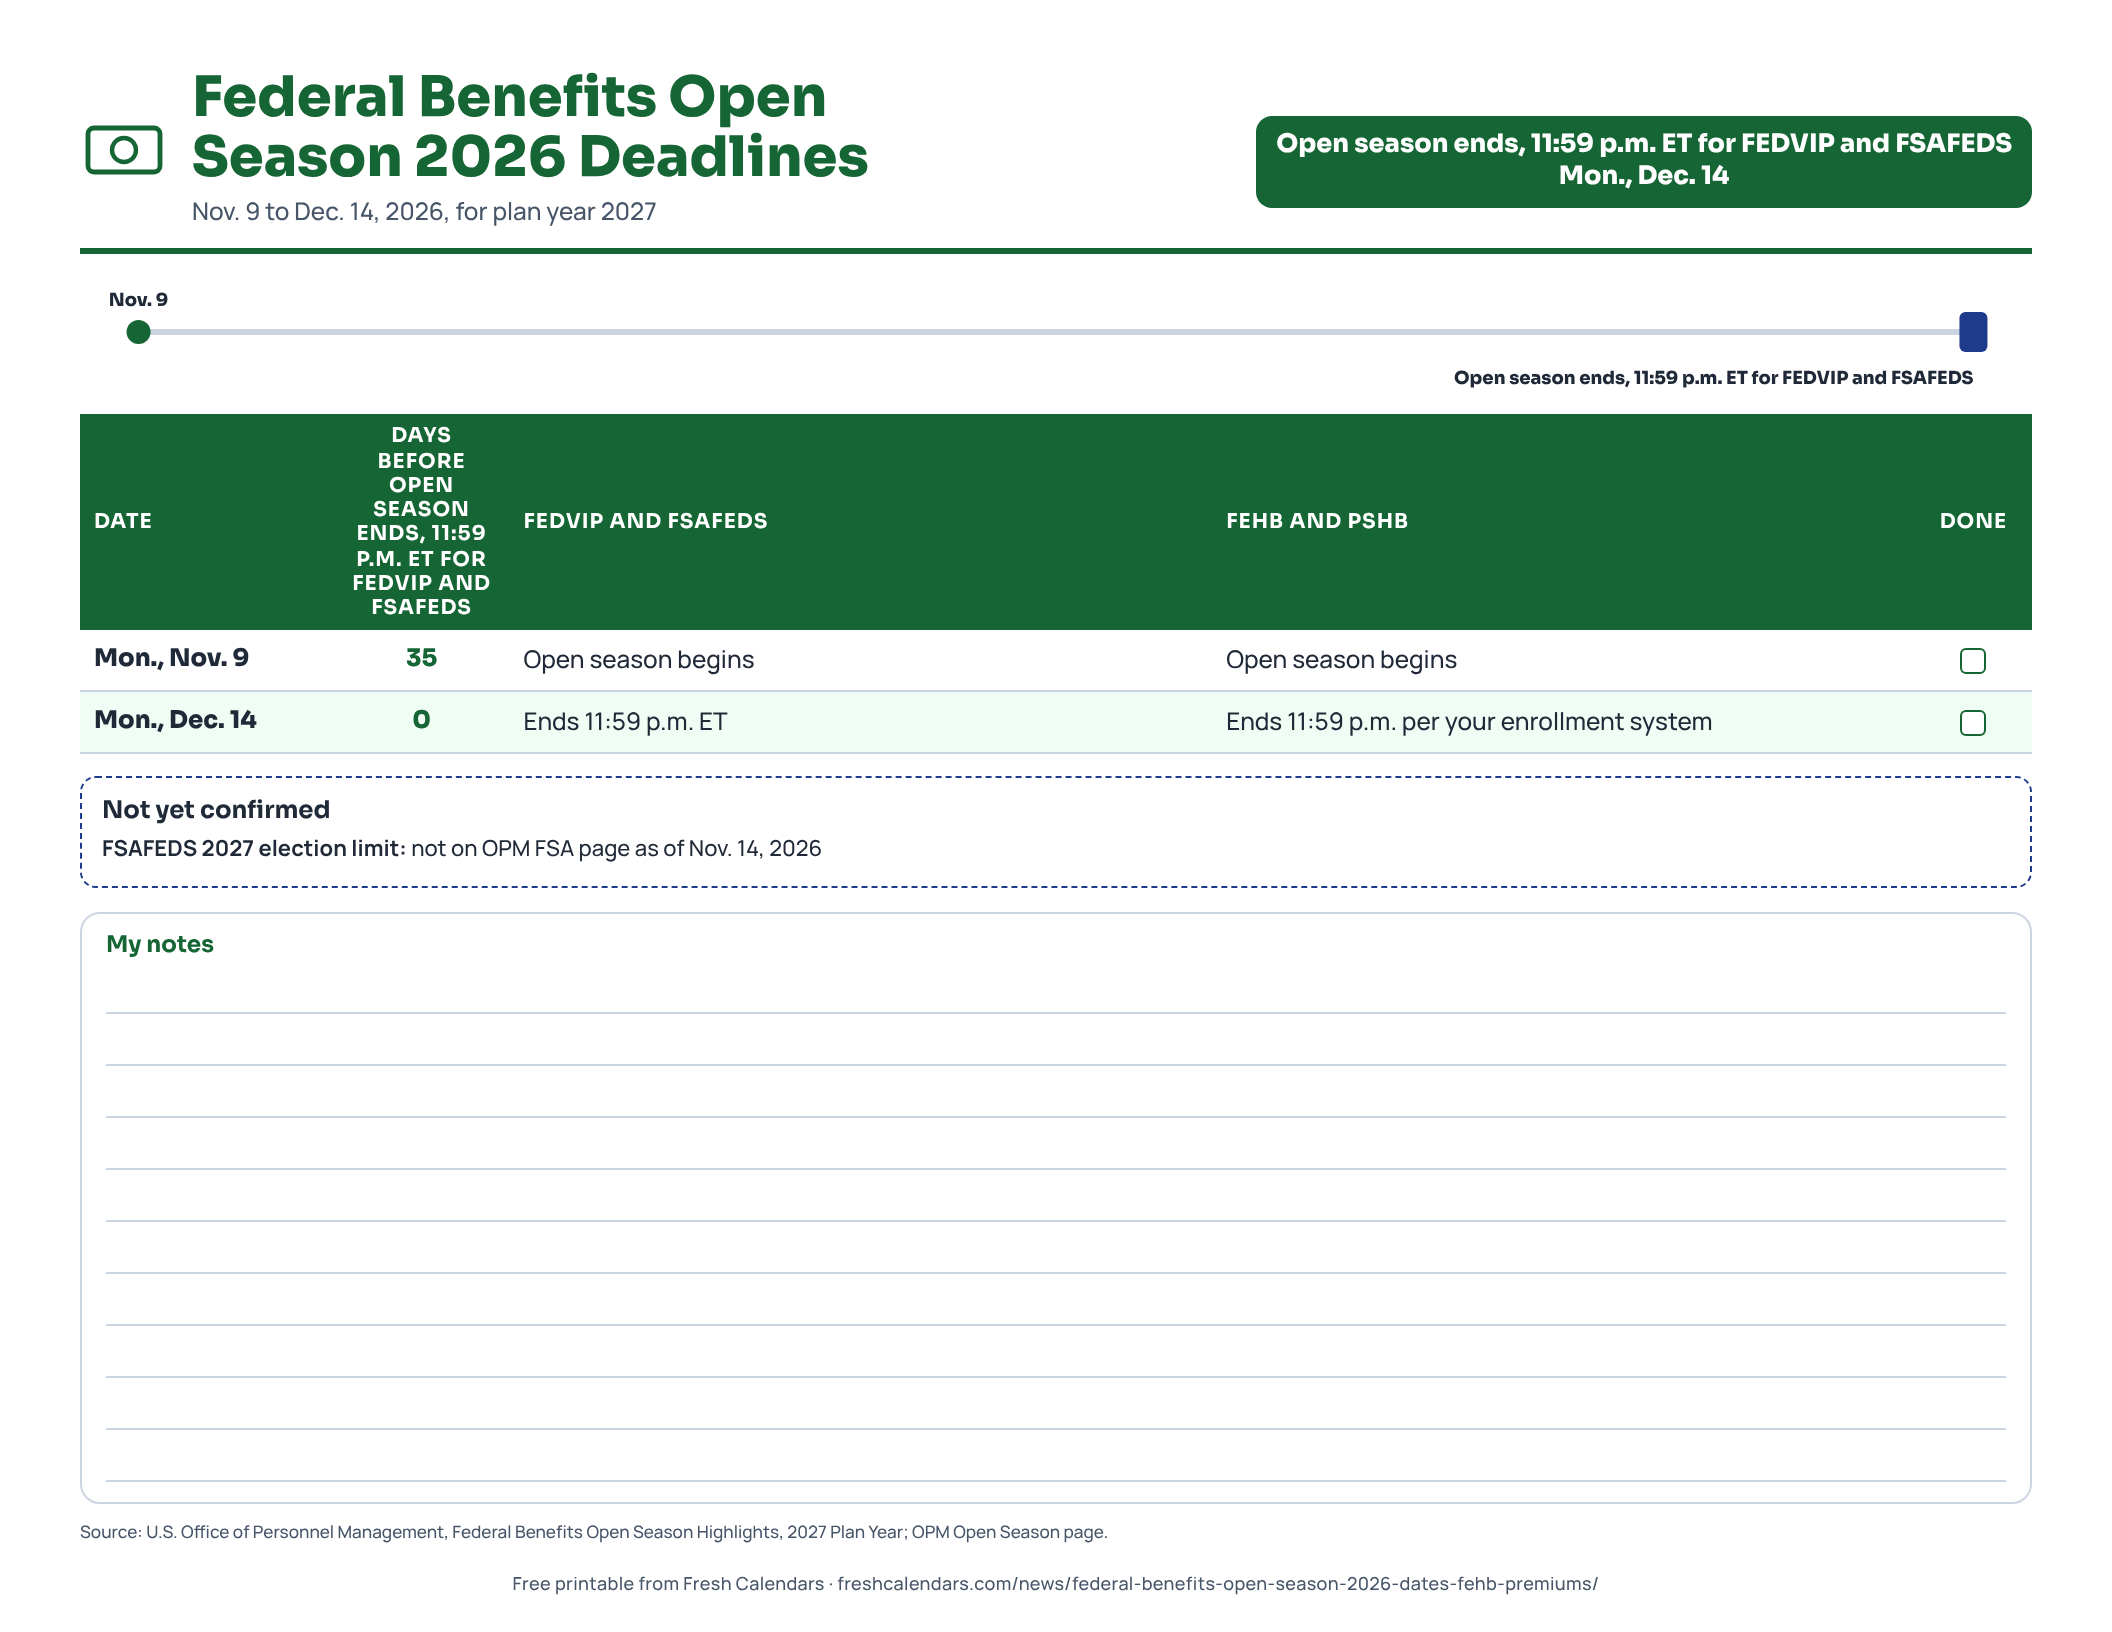 Federal Benefits Open
Season 2026 Deadlines
Nov. 9 to Dec. 14, 2026, for plan year 2027
Open season ends, 11:59 p.m. ET for FEDVIP and FSAFEDS
Mon., Dec. 14
Nov. 9
Open season ends, 11:59 p.m. ET for FEDVIP and FSAFEDS
DATE
DAYS
BEFORE
OPEN
SEASON
ENDS, 11:59
P.M. ET FOR
FEDVIP AND
FSAFEDS
FEDVIP AND FSAFEDS
FEHB AND PSHB
DONE
Mon., Nov. 9 35 Open season begins Open season begins
Mon., Dec. 14 0 Ends 11:59 p.m. ET Ends 11:59 p.m. per your enrollment system
Not yet confirmed
FSAFEDS 2027 election limit: not on OPM FSA page as of Nov. 14, 2026
My notes
Source: U.S. Office of Personnel Management, Federal Benefits Open Season Highlights, 2027 Plan Year; OPM Open Season page.
Free printable from Fresh Calendars · freshcalendars.com/news/federal-benefits-open-season-2026-dates-fehb-premiums/